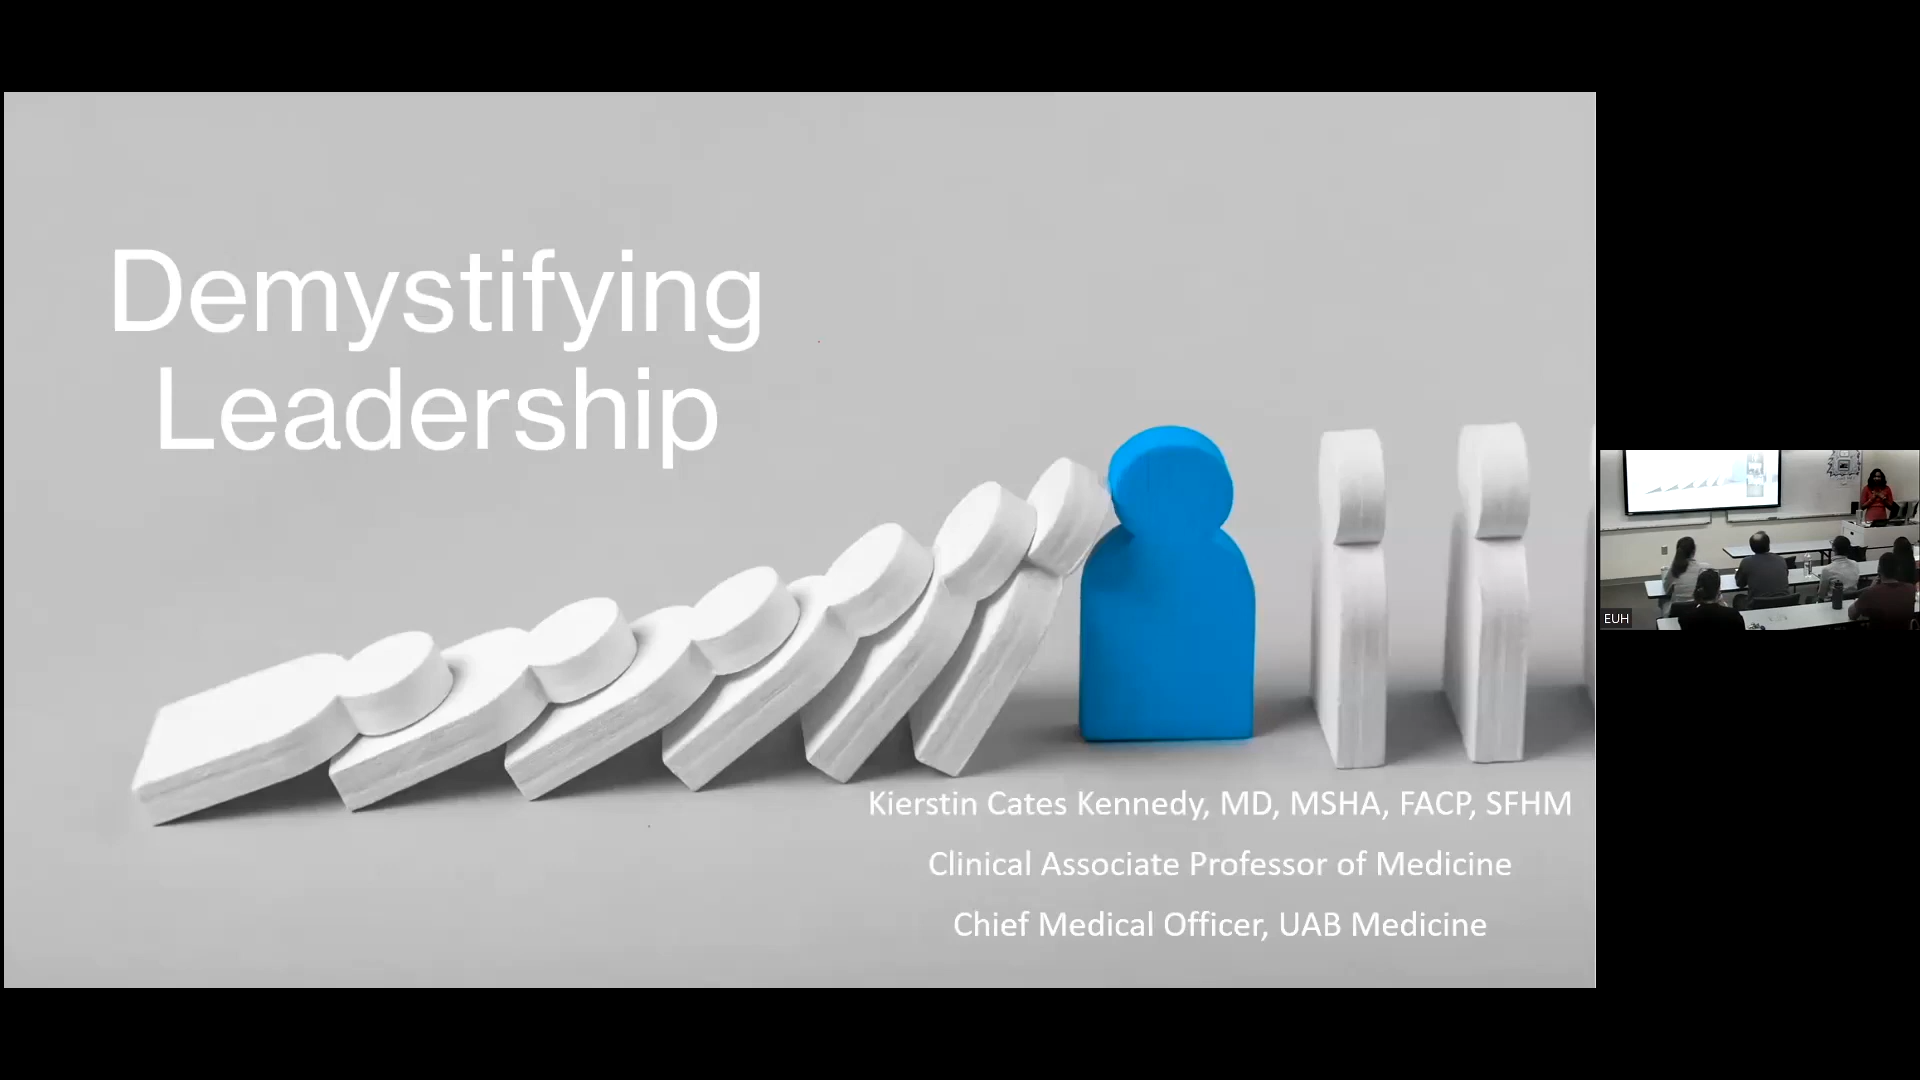 Demystifying
Leadership
Kierstin Cates Kennedy, MD, MSHA, FACP, SFHM
Clinical Associate Professor of Medicine
Chief Medical Officer, UAB Medicine
EUH